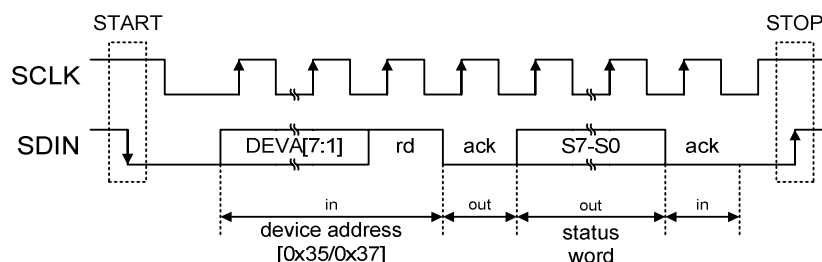 START STOP
SCLK
SDIN DEVA[7:1] rd ack S7-S0 ack
in out out in
device address status
[0x35/0x37] word